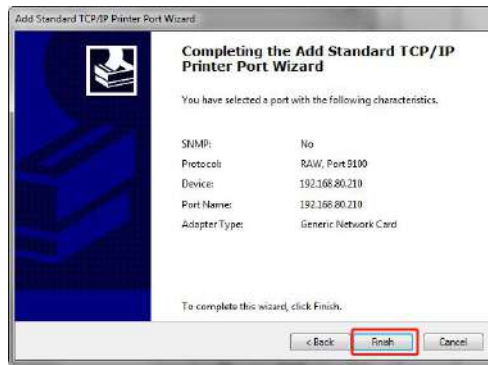 Add Standard TCP/IP Printer Port Wizard
Completing the Add Standard TCP/IP
Printer Port Wizard
You have selected a port with the following characteristics.
SNMP: No
Protocol: RAW, Port 9100
Device: 192.168.80.210
Port Name: 192.168.80.210
Adapter Type: Generic Network Card
To complete this wizard, click Finish.
< Back Finish Cancel